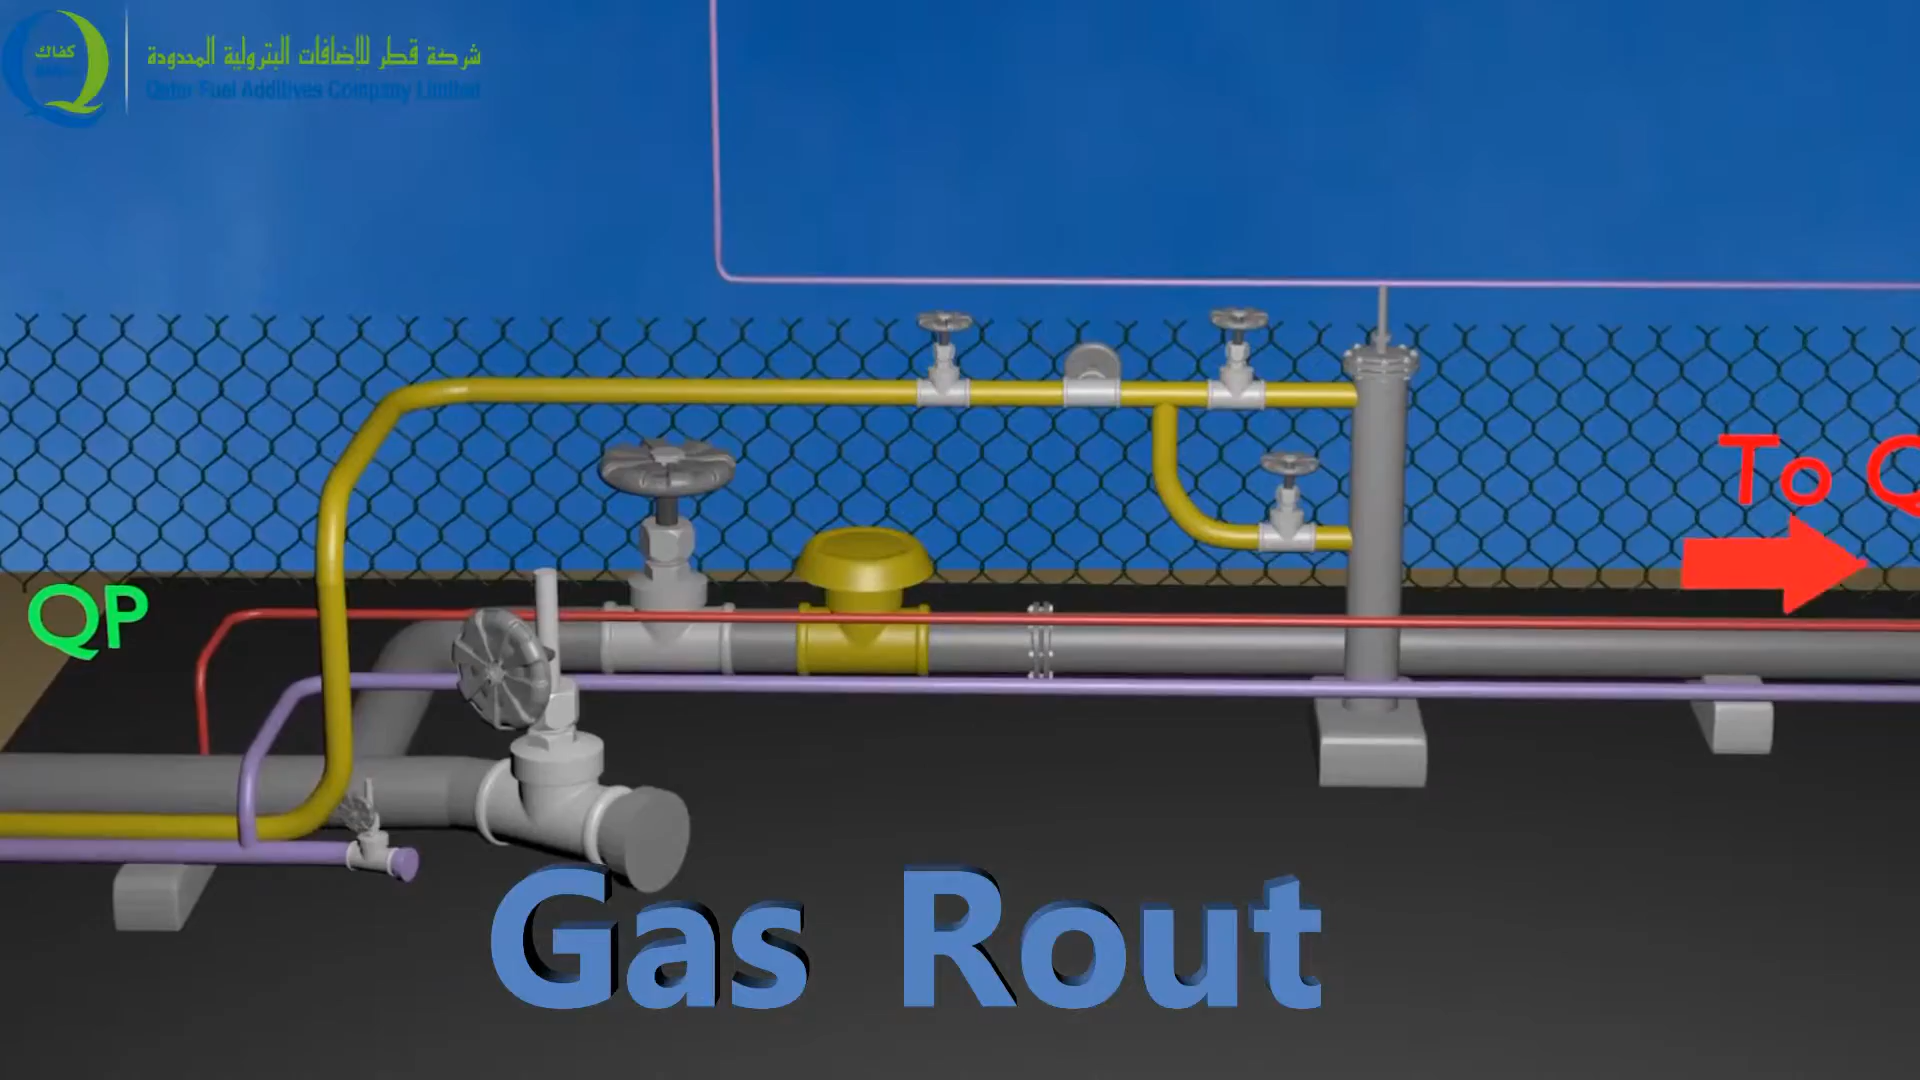 كفاك
شركة قطر للإضافات البترولية المحدودة
Qatar Fuel Additives Company Limited
To Q
QP
Gas Rout